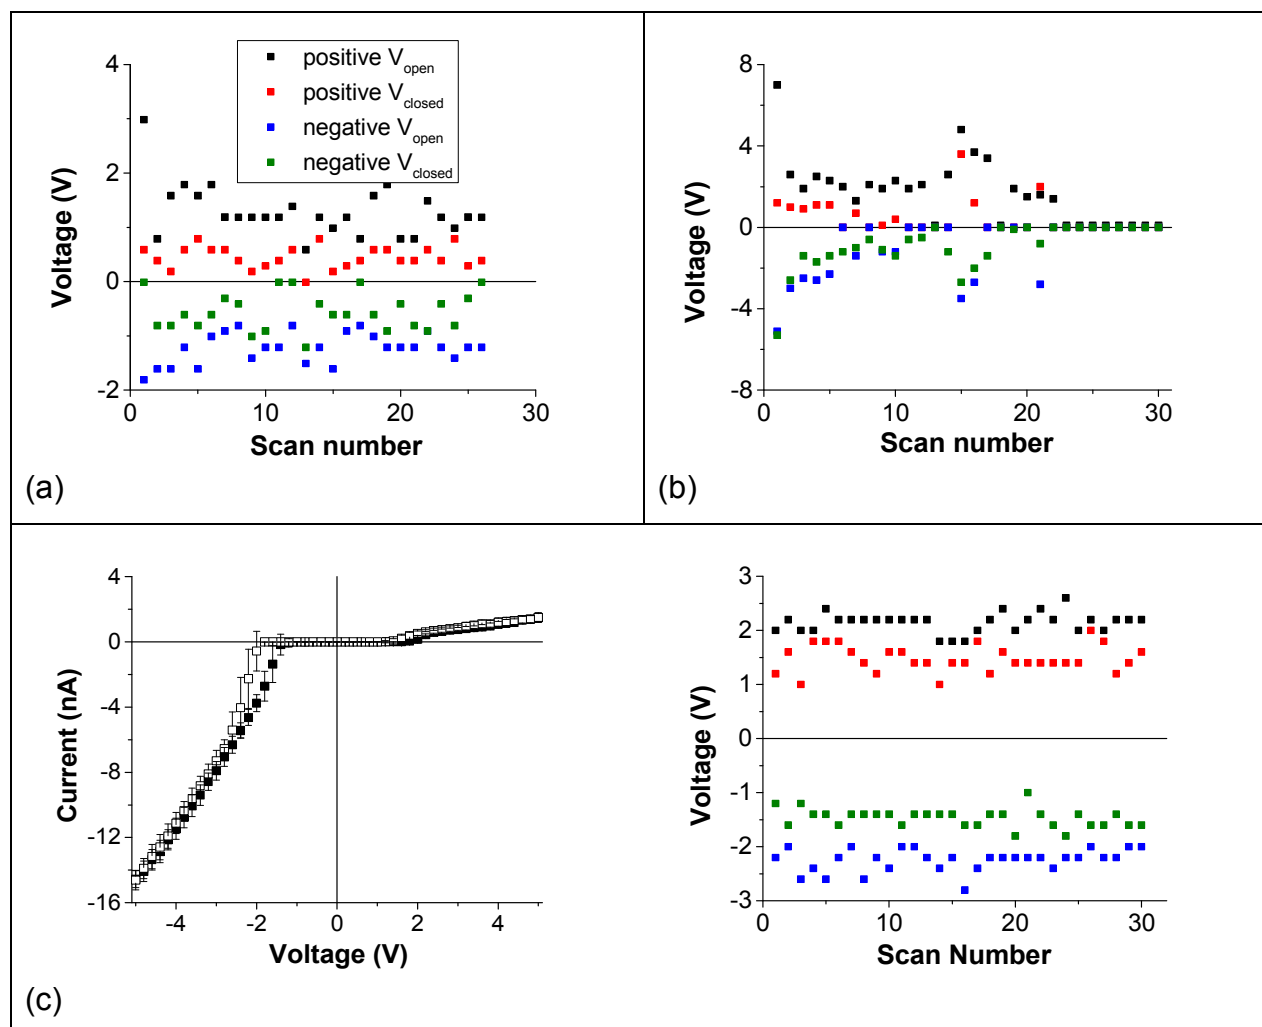 4
2
0
-2
0
10
20
30
Voltage (V)
Scan number
positive V_open
positive V_closed
negative V_open
negative V_closed
(a)
8
4
0
-4
-8
0
10
20
30
Voltage (V)
Scan number
(b)
4
0
-4
-8
-12
-16
-4
-2
0
2
4
Current (nA)
Voltage (V)
3
2
1
0
-1
-2
-3
0
10
20
30
Voltage (V)
Scan Number
(c)